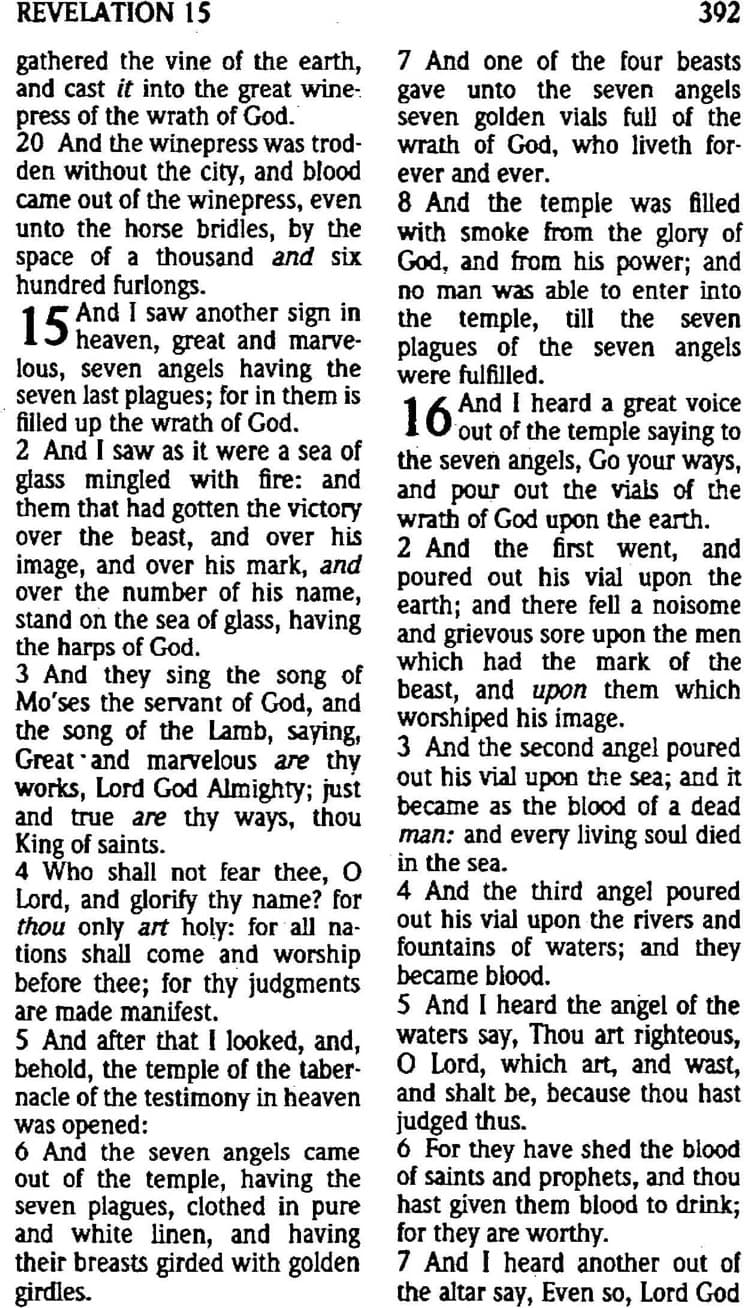 REVELATION 15
392
gathered the vine of the earth,
and cast it into the great wine-
press of the wrath of God.
20 And the winepress was trod-
den without the city, and blood
came out of the winepress, even
unto the horse bridles, by the
space of a thousand and six
hundred furlongs.
15 And I saw another sign in
heaven, great and marve-
lous, seven angels having the
seven last plagues; for in them is
filled up the wrath of God.
2 And I saw as it were a sea of
glass mingled with fire: and
them that had gotten the victory
over the beast, and over his
image, and over his mark, and
over the number of his name,
stand on the sea of glass, having
the harps of God.
3 And they sing the song of
Mo'ses the servant of God, and
the song of the Lamb, saying,
Great and marvelous are thy
works, Lord God Almighty; just
and true are thy ways, thou
King of saints.
4 Who shall not fear thee, O
Lord, and glorify thy name? for
thou only art holy: for all na-
tions shall come and worship
before thee; for thy judgments
are made manifest.
5 And after that I looked, and,
behold, the temple of the taber-
nacle of the testimony in heaven
was opened:
6 And the seven angels came
out of the temple, having the
seven plagues, clothed in pure
and white linen, and having
their breasts girded with golden
girdles.
7 And one of the four beasts
gave unto the seven angels
seven golden vials full of the
wrath of God, who liveth for-
ever and ever.
8 And the temple was filled
with smoke from the glory of
God, and from his power; and
no man was able to enter into
the temple, till the seven
plagues of the seven angels
were fulfilled.
16 And I heard a great voice
out of the temple saying to
the seven angels, Go your ways,
and pour out the vials of the
wrath of God upon the earth.
2 And the first went, and
poured out his vial upon the
earth; and there fell a noisome
and grievous sore upon the men
which had the mark of the
beast, and upon them which
worshiped his image.
3 And the second angel poured
out his vial upon the sea; and it
became as the blood of a dead
man: and every living soul died
in the sea.
4 And the third angel poured
out his vial upon the rivers and
fountains of waters; and they
became blood.
5 And I heard the angel of the
waters say, Thou art righteous,
O Lord, which art, and wast,
and shalt be, because thou hast
judged thus.
6 For they have shed the blood
of saints and prophets, and thou
hast given them blood to drink;
for they are worthy.
7 And I heard another out of
the altar say, Even so, Lord God